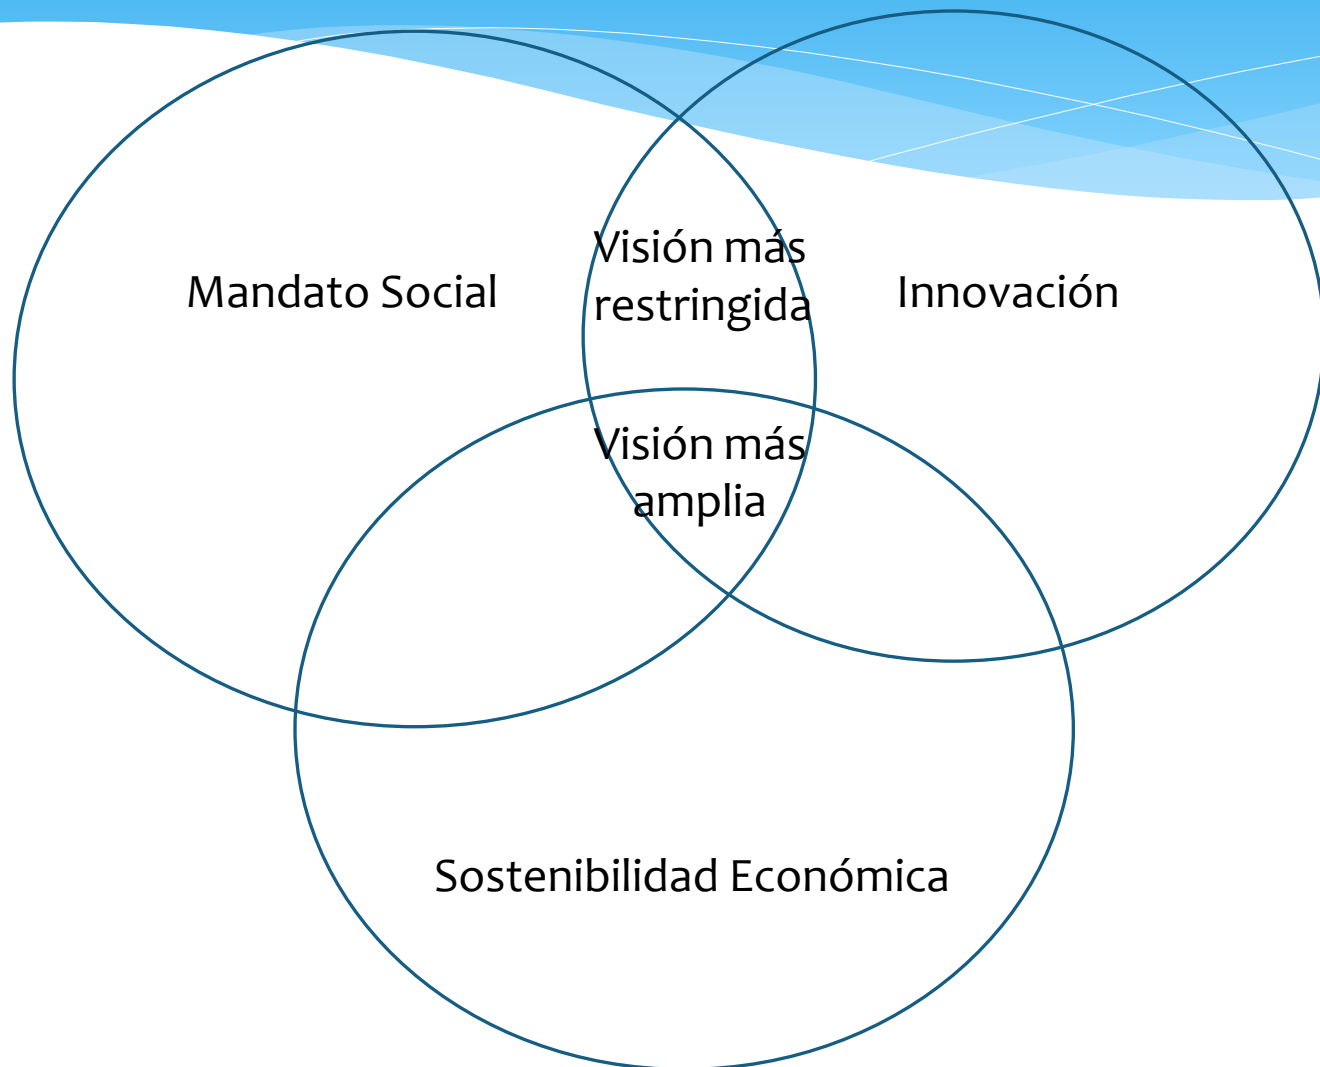 Mandato Social
Visión más
restringida
Innovación
Visión más
amplia
Sostenibilidad Económica